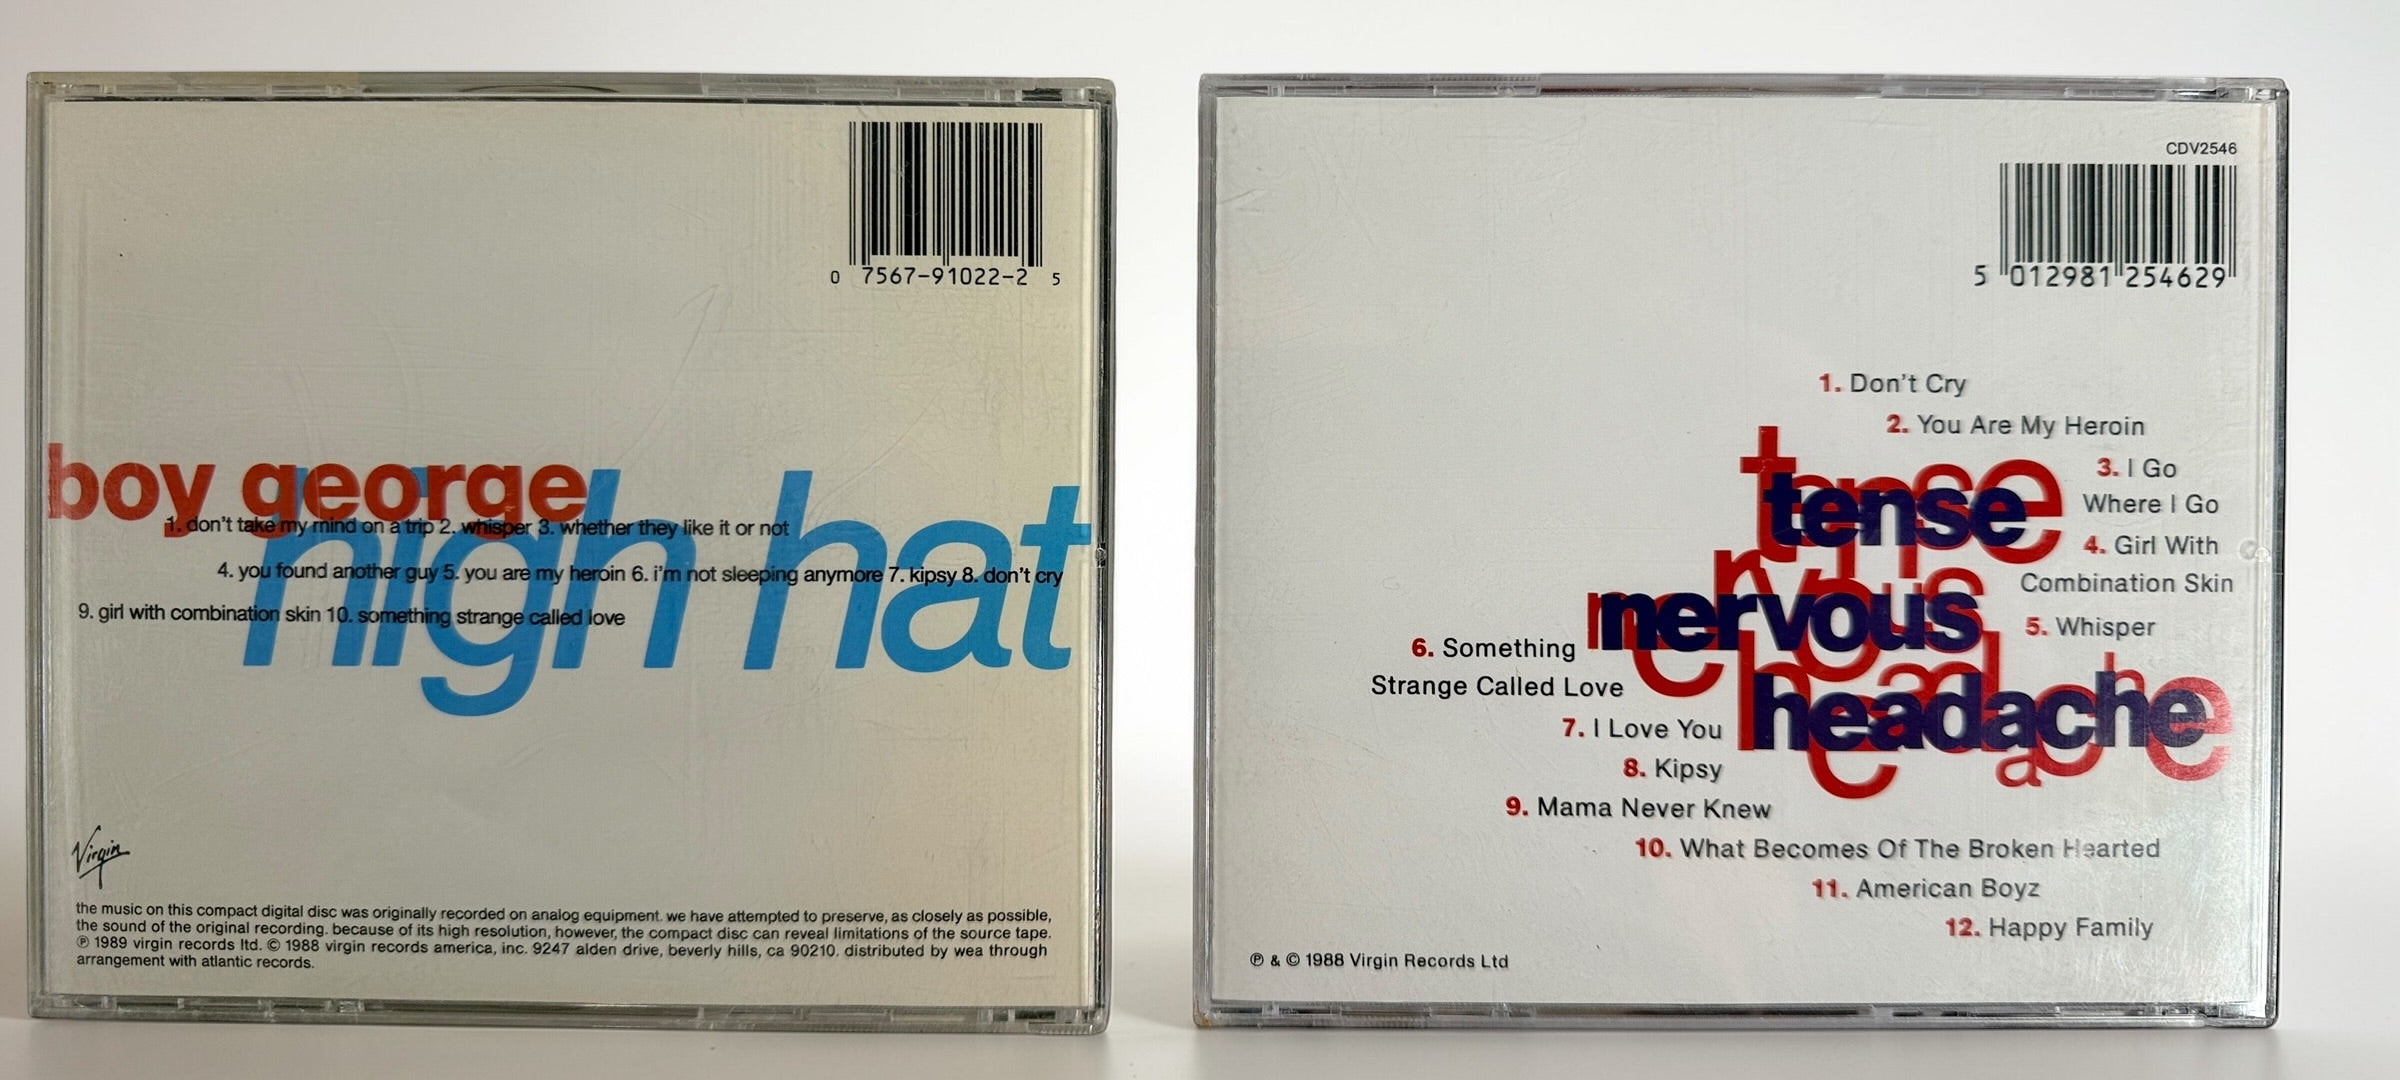 0 7567-91022-2 5
boy george
high hat
1. don't take my mind on a trip 2. whisper 3. whether they like it or not
4. you found another guy 5. you are my heroin 6. i'm not sleeping anymore 7. kipsy 8. don't cry
9. girl with combination skin 10. something strange called love
Virgin
the music on this compact digital disc was originally recorded on analog equipment. we have attempted to preserve, as closely as possible,
the sound of the original recording. because of its high resolution, however, the compact disc can reveal limitations of the source tape.
℗ 1989 virgin records ltd. © 1988 virgin records america, inc. 9247 alden drive, beverly hills, ca 90210. distributed by wea through
arrangement with atlantic records.
CDV2546
5 012981 254629
1. Don't Cry
2. You Are My Heroin
3. I Go
Where I Go
4. Girl With
Combination Skin
5. Whisper
tense
tense
nervous
nervous
headache
headache
6. Something
Strange Called Love
7. I Love You
8. Kipsy
9. Mama Never Knew
10. What Becomes Of The Broken Hearted
11. American Boyz
12. Happy Family
℗ & © 1988 Virgin Records Ltd